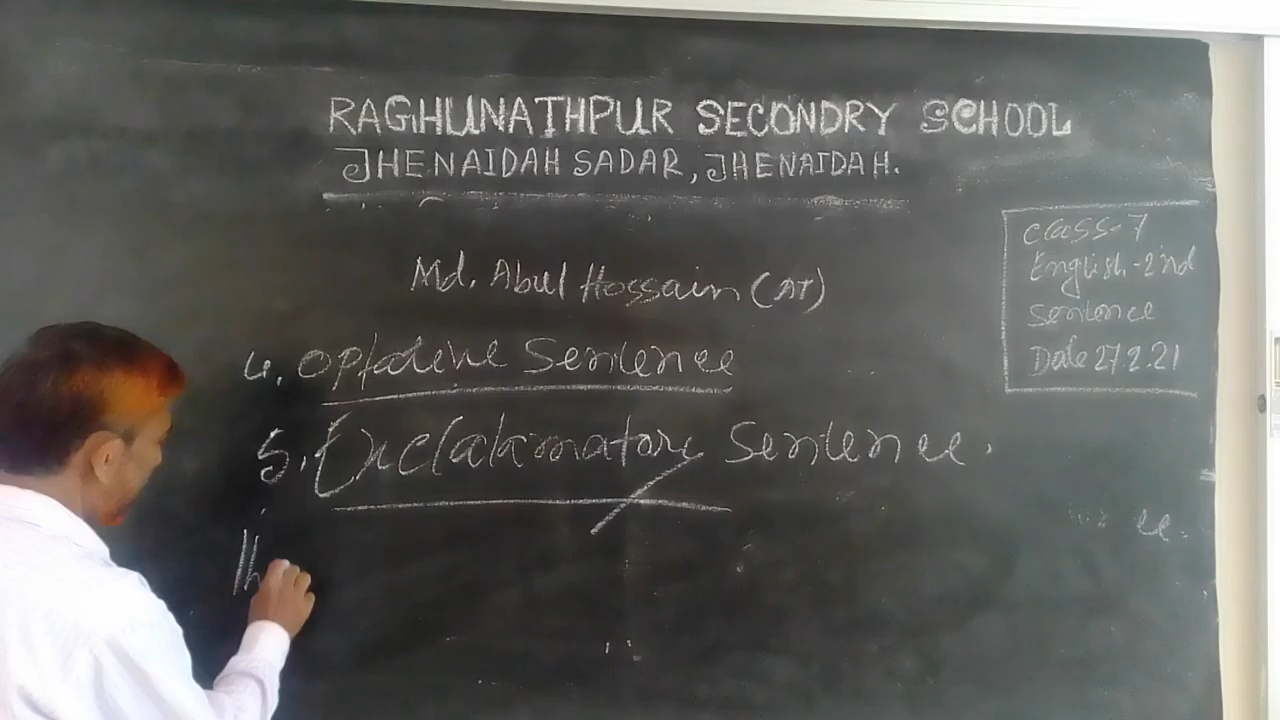 RAGHUNATHPUR SECONDRY SCHOOL
JHENAIDAH SADAR, JHENAIDAH.
Md. Abul Hossain (AT)
4. Optative Sentence
5. Exclalamatory Sentence.
Class-7
English-2nd
Sentence
Date 27.2.21